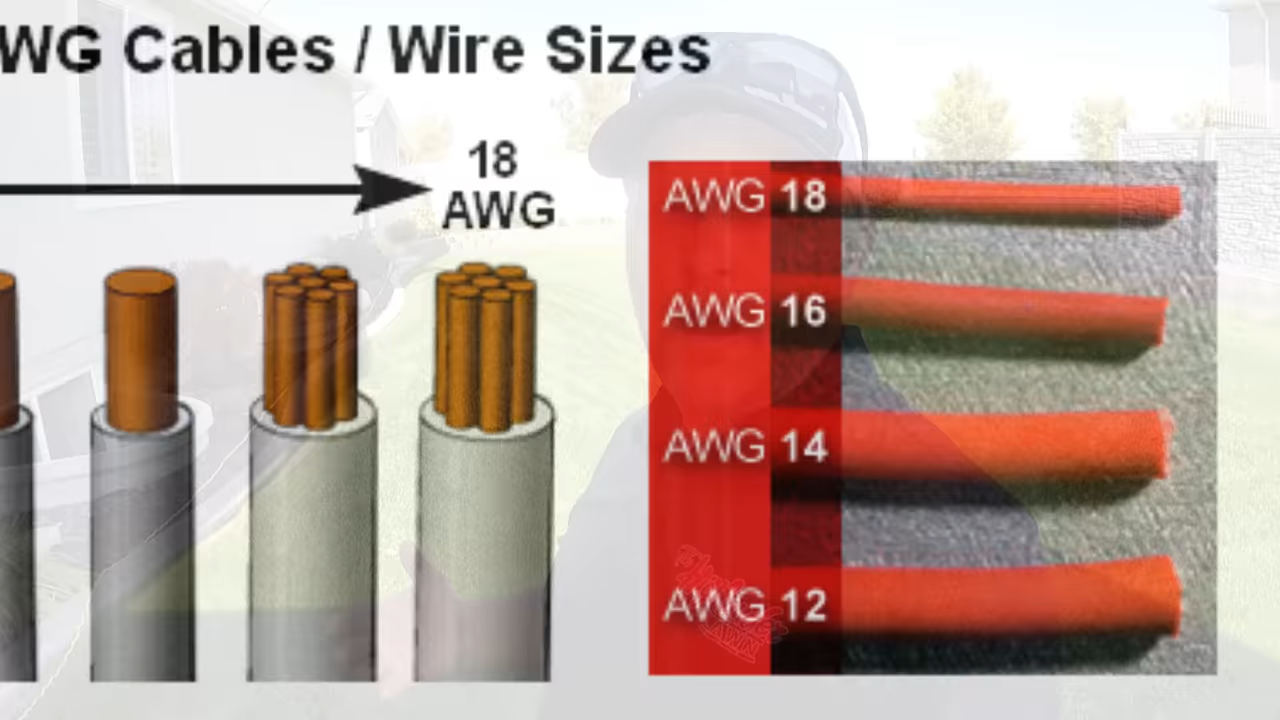 WG Cables / Wire Sizes
18
AWG
AWG 18
AWG 16
AWG 14
AWG 12